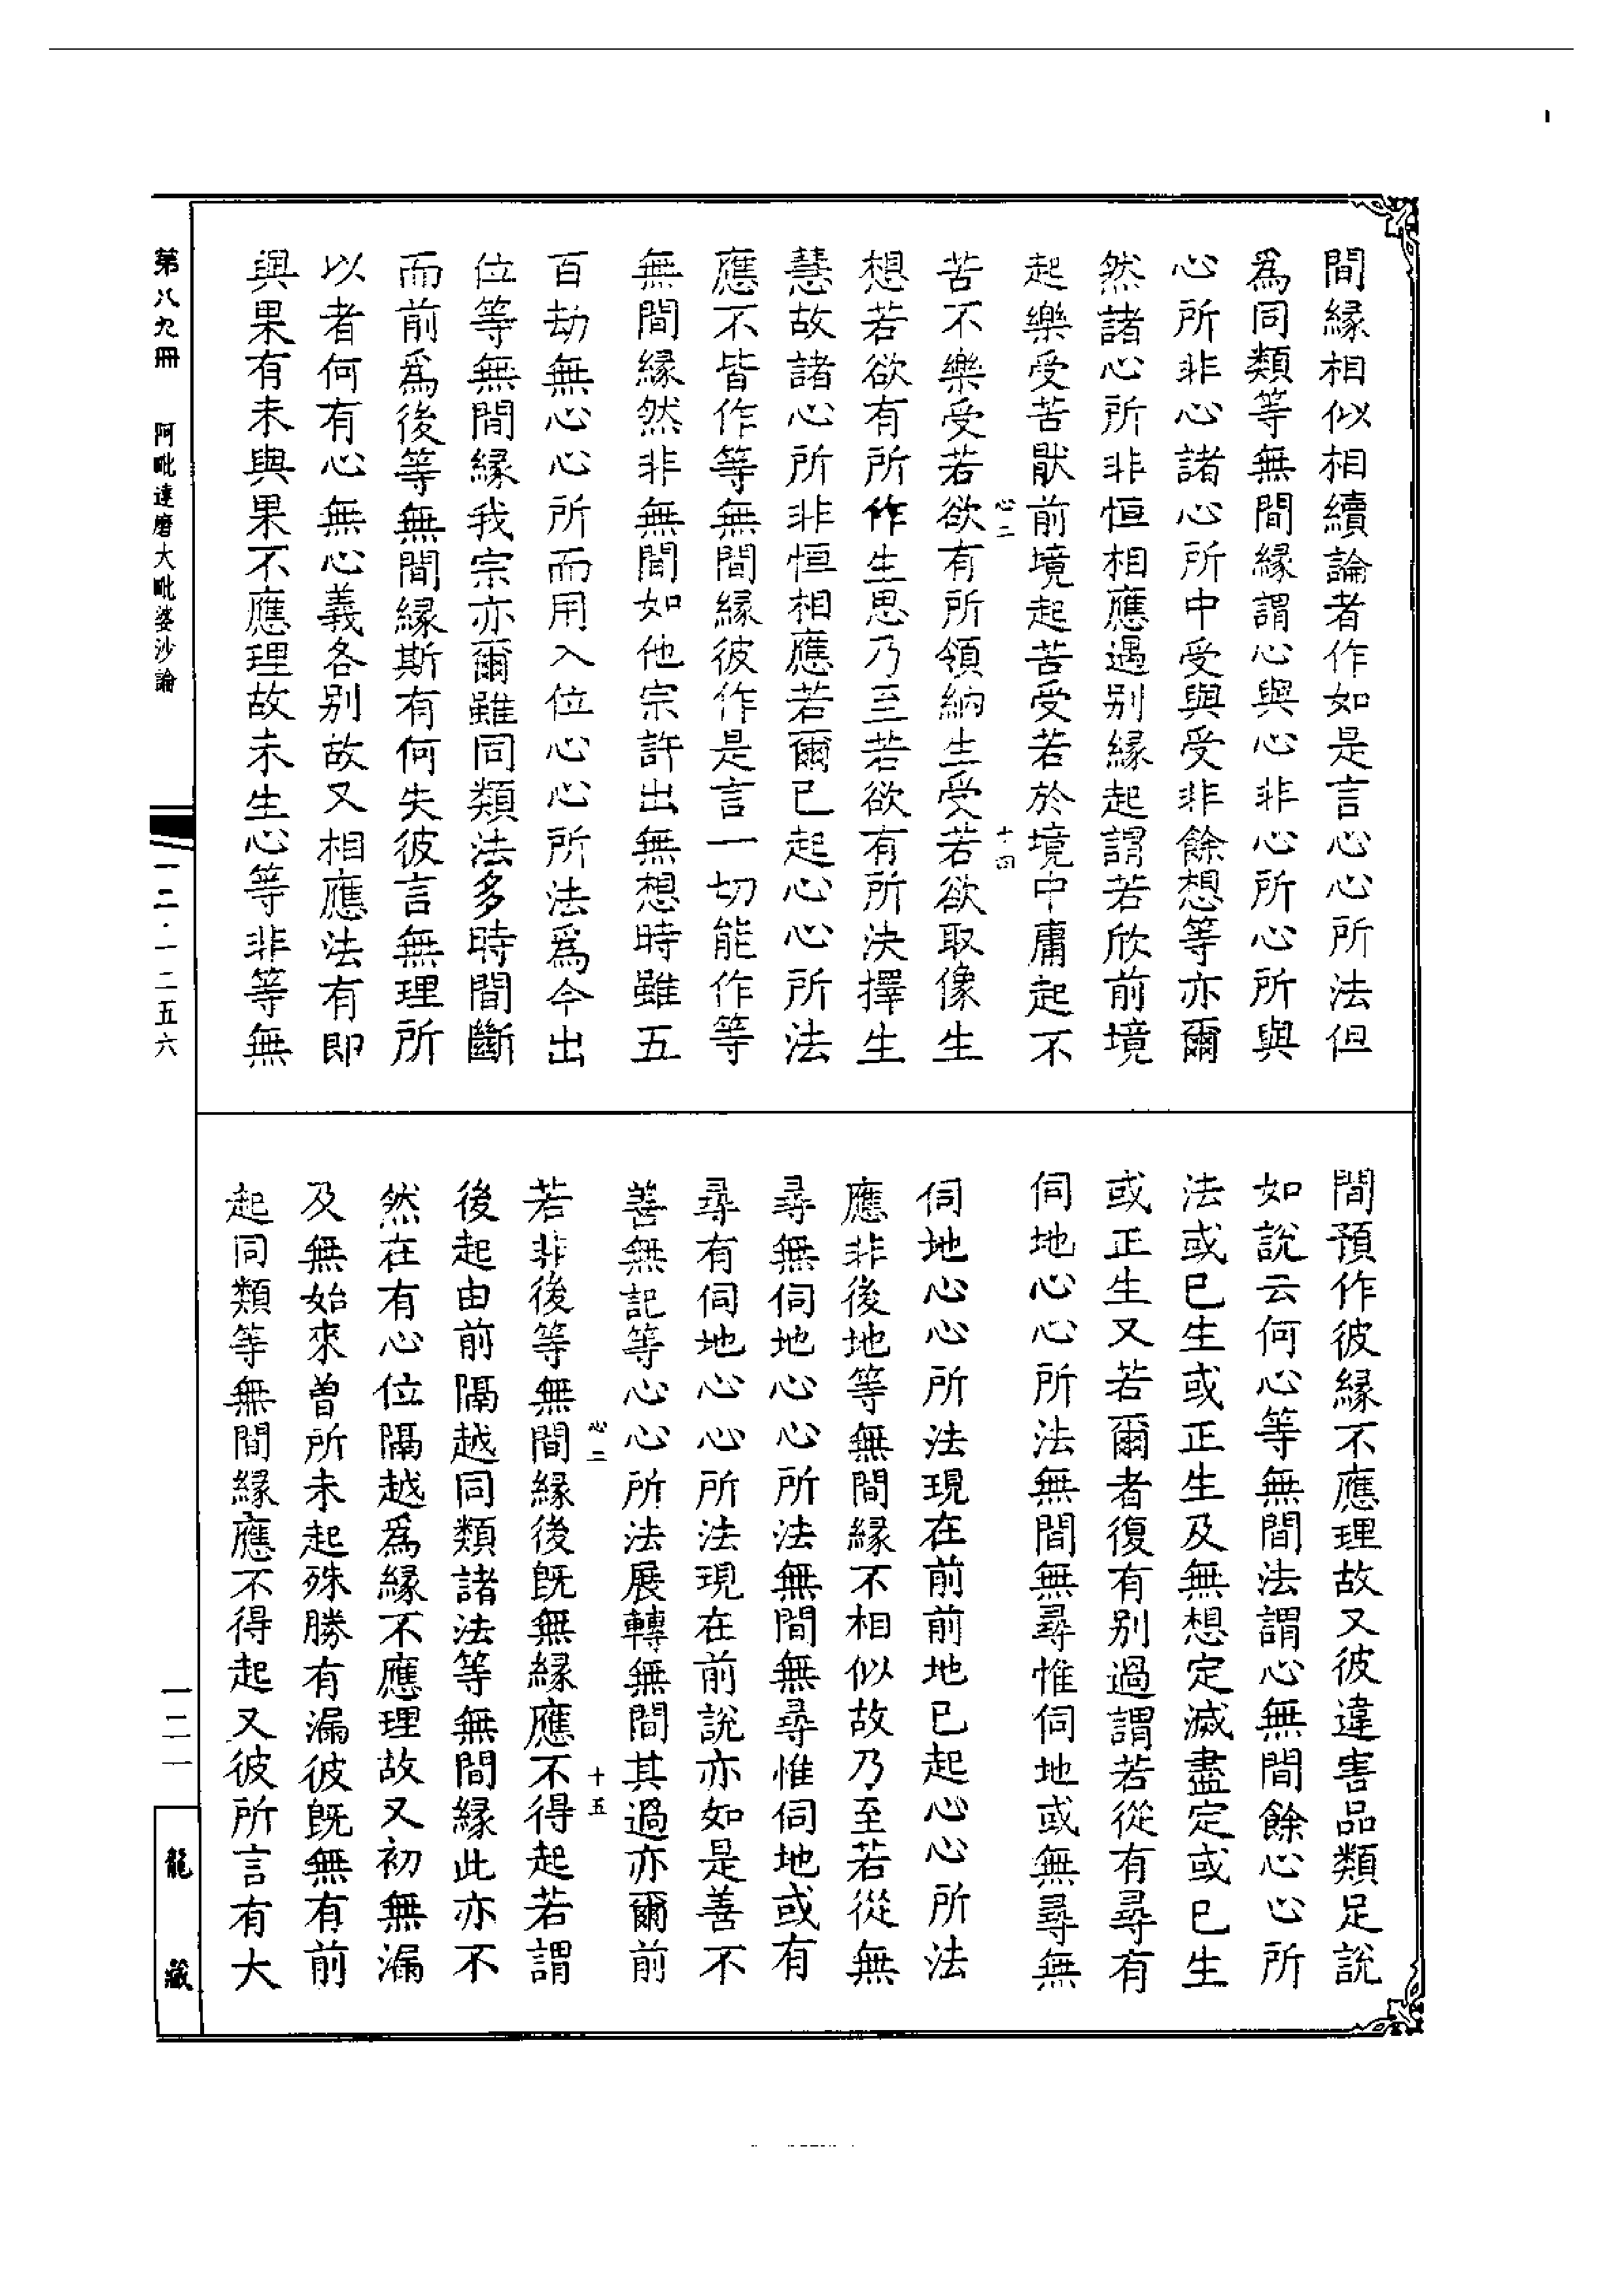 間緣相似相續論者作如是言心心所法但
爲同類等無間緣謂心與心非心所心所與
心所非心諸心所中受與受非餘想等亦爾
然諸心所非恒相應遇别緣起謂若欣前境
起樂受苦猒前境起苦受若於境中庸起不
心二
十四
苦不樂受若欲有所領納生受若欲取像生
想若欲有所作生思乃至若欲有所決擇生
慧故諸心所非恒相應若爾已起心心所法
應不皆作等無間緣彼作是言一切能作等
無間緣然非無間如他宗許出無想時雖五
百劫無心心所而用入位心心所法爲今出
位等無間緣我宗亦爾雖同類法多時間斷
而前爲後等無間緣斯有何失彼言無理所
以者何有心無心義各别故又相應法有即
與果有未與果不應理故未生心等非等無
間預作彼緣不應理故又彼違害品類足說
如說云何心等無間法謂心無間餘心心所
法或已生或正生及無想定滅盡定或已生
或正生又若爾者復有别過謂若從有尋有
伺地心心所法無間無尋惟伺地或無尋無
伺地心心所法現在前前地已起心心所法
應非後地等無間緣不相似故乃至若從無
尋無伺地心心所法無間無尋惟伺地或有
尋有伺地心心所法現在前說亦如是善不
善無記等心心所法展轉無間其過亦爾前
心二
十五
若非後等無間緣後既無緣應不得起若謂
後起由前隔越同類諸法等無間緣此亦不
然在有心位隔越爲緣不應理故又初無漏
及無始來曾所未起殊勝有漏彼既無有前
起同類等無間緣應不得起又彼所言有大
第八九冊　阿毗達磨大毗婆沙論
一二·一二五六
一二一
龍藏